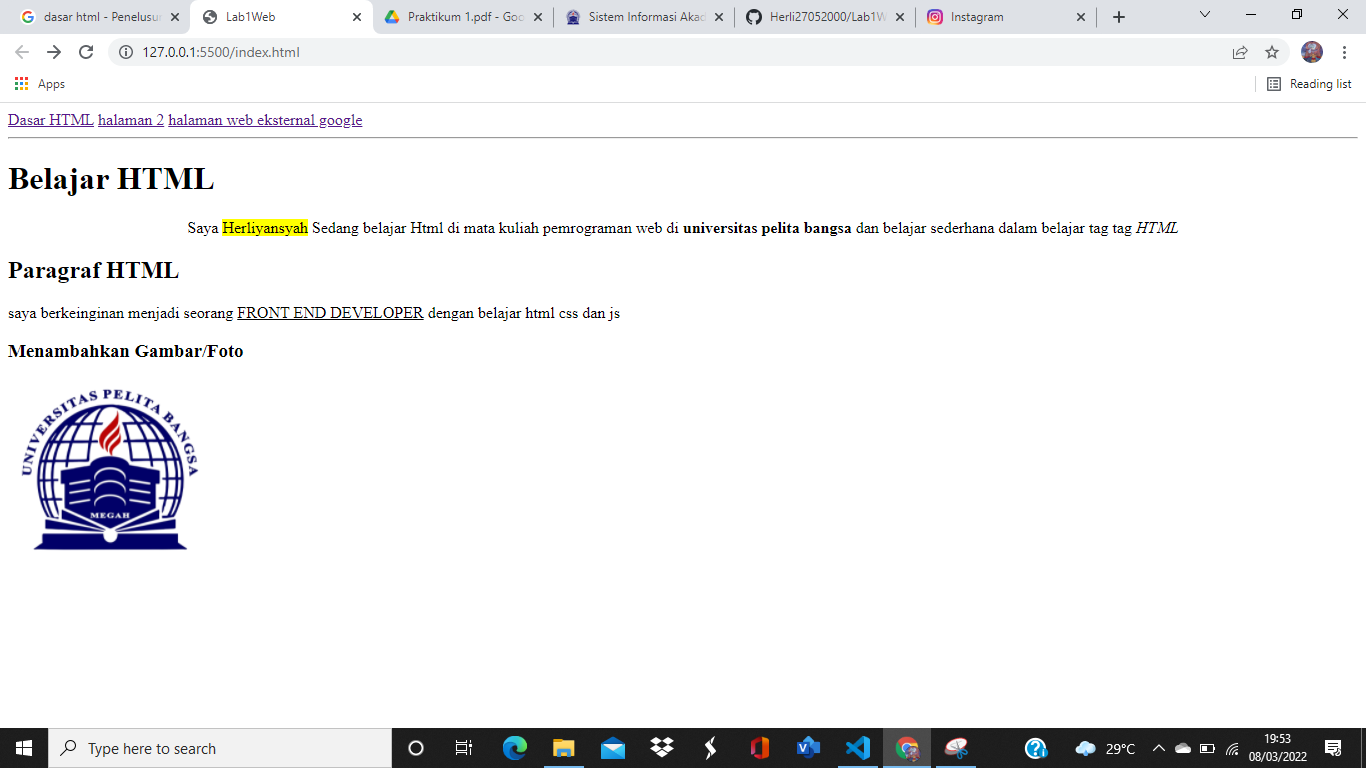 dasar html - Penelusu
Lab1Web
Praktikum 1.pdf - Goo
Sistem Informasi Akad
Herli27052000/Lab1W
Instagram
127.0.0.1:5500/index.html
Apps
Reading list
Dasar HTML halaman 2 halaman web eksternal google
Belajar HTML
Saya Herliyansyah Sedang belajar Html di mata kuliah pemrograman web di universitas pelita bangsa dan belajar sederhana dalam belajar tag tag HTML
Paragraf HTML
saya berkeinginan menjadi seorang FRONT END DEVELOPER dengan belajar html css dan js
Menambahkan Gambar/Foto
UNIVERSITAS PELITA BANGSA
MEGAH
Type here to search
29°C
19:53
08/03/2022